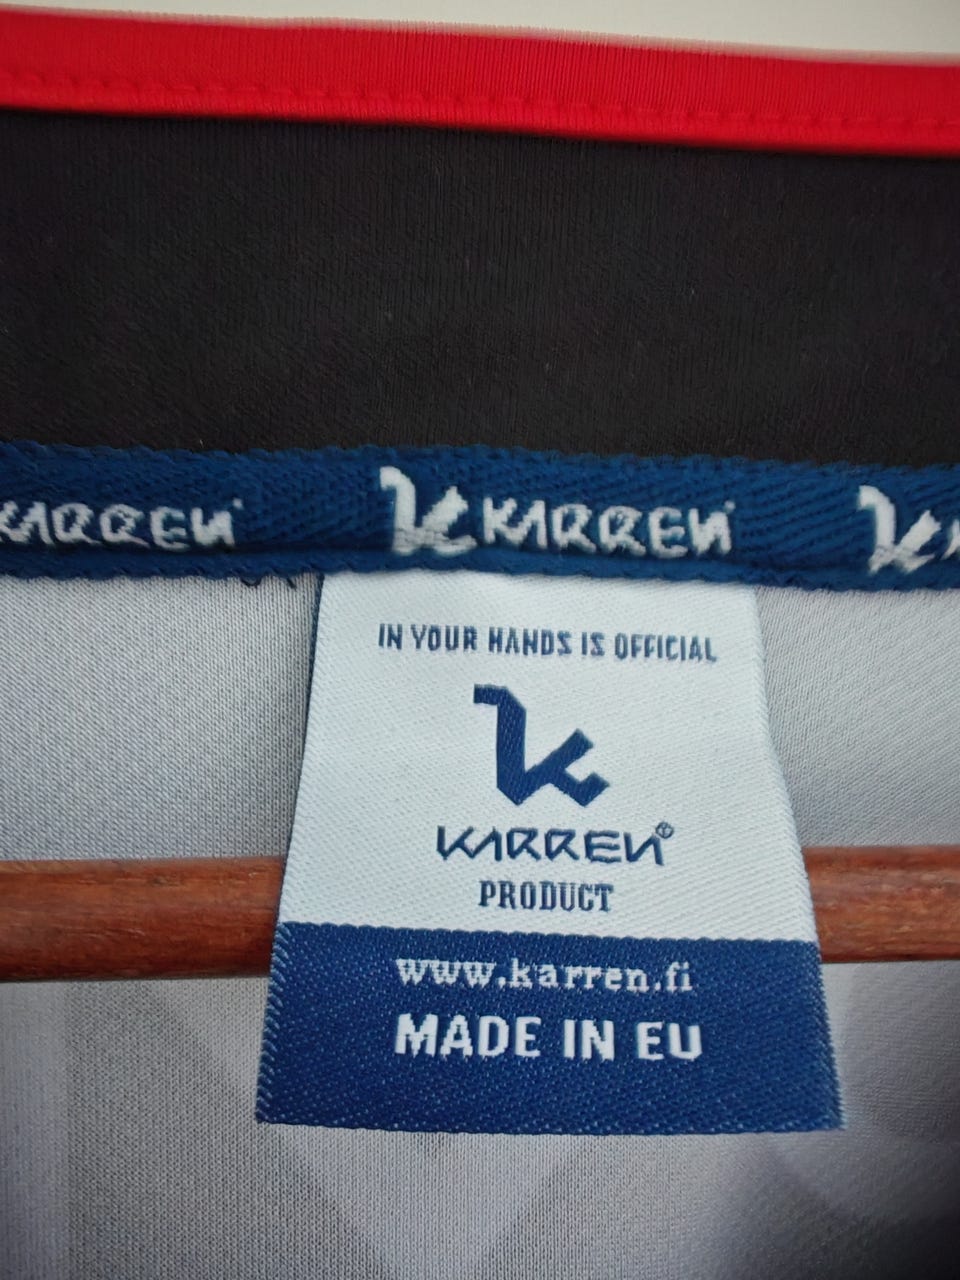 KARREN KARREN
IN YOUR HANDS IS OFFICIAL
KARREN®
PRODUCT
www.karren.fi
MADE IN EU